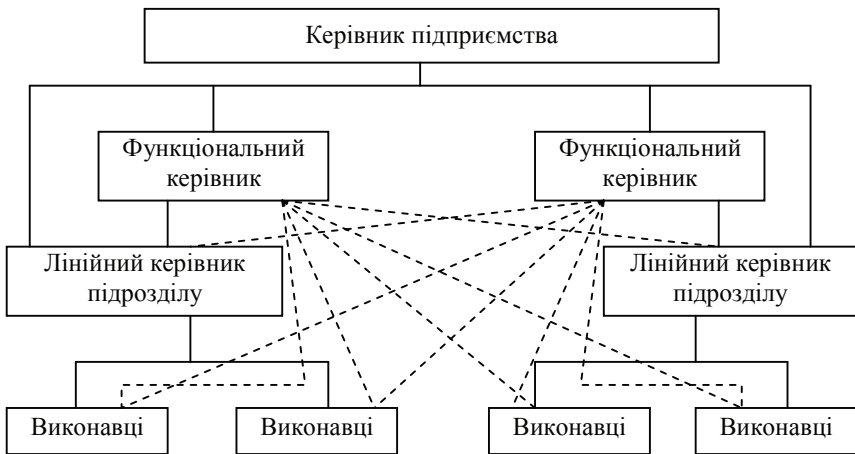 Керівник підприємства
Функціональний
керівник
Функціональний
керівник
Лінійний керівник
підрозділу
Лінійний керівник
підрозділу
Виконавці
Виконавці
Виконавці
Виконавці